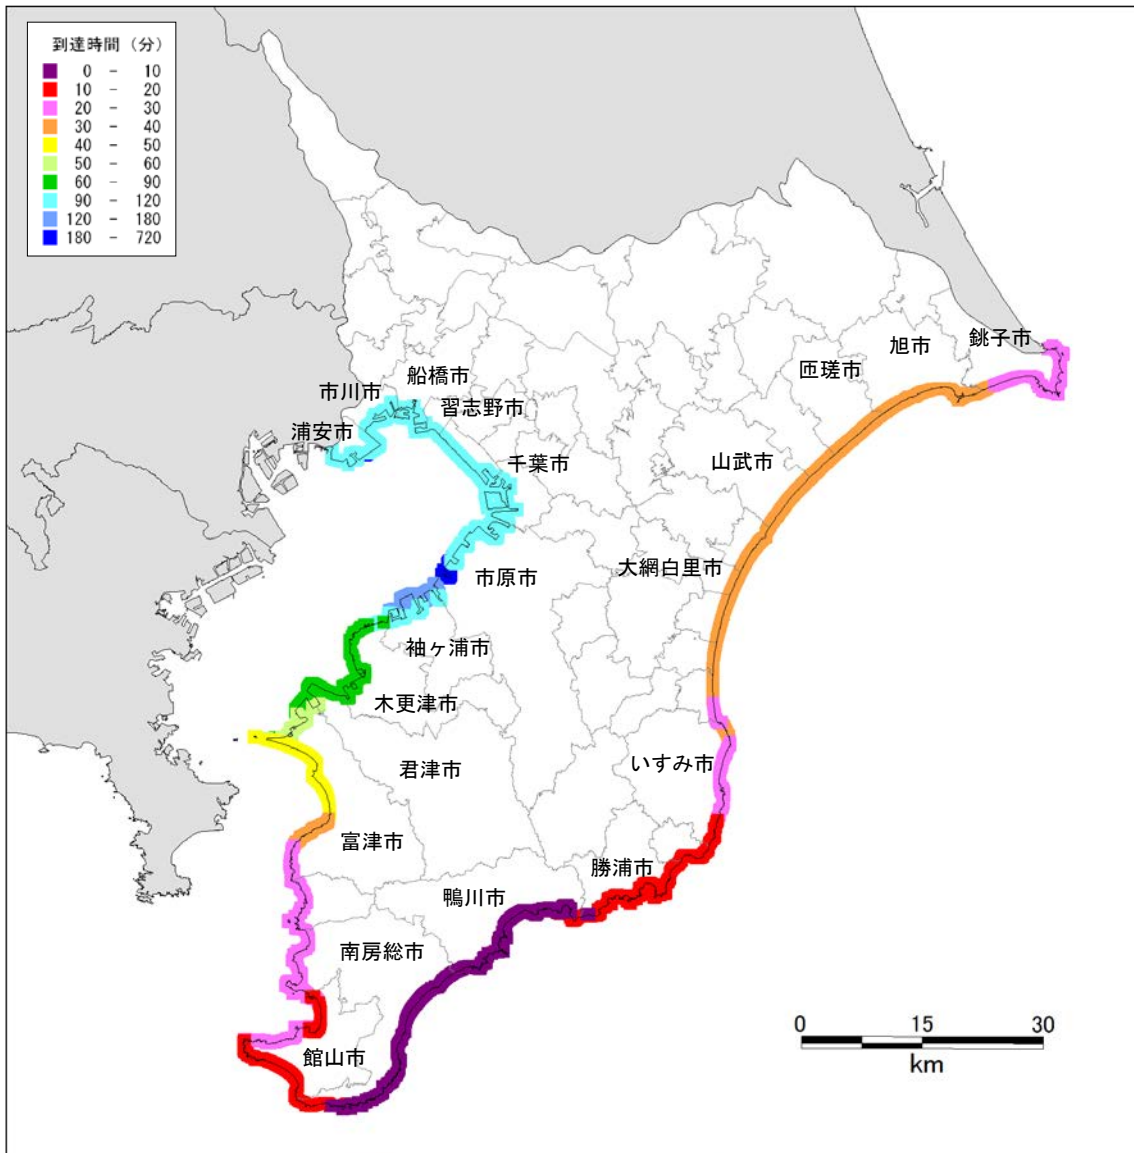 到達時間（分）
0 － 10
10 － 20
20 － 30
30 － 40
40 － 50
50 － 60
60 － 90
90 － 120
120 － 180
180 － 720
銚子市
旭市
匝瑳市
船橋市
市川市
習志野市
浦安市
千葉市
山武市
大網白里市
市原市
袖ヶ浦市
木更津市
君津市
いすみ市
富津市
勝浦市
鴨川市
南房総市
館山市
0 15 30
km